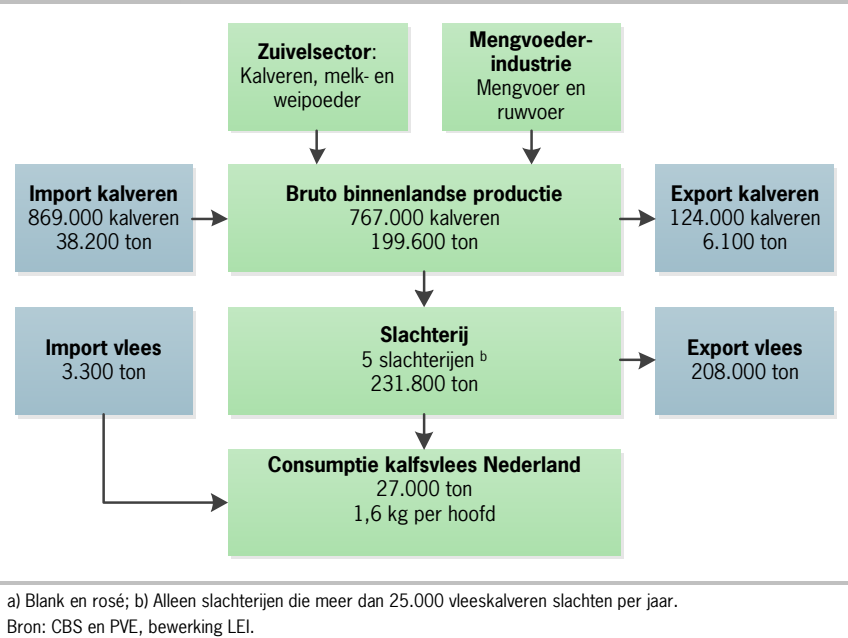 Zuivelsector:
Kalveren, melk- en
weipoeder
Mengvoeder-
industrie
Mengvoer en
ruwvoer
Import kalveren
869.000 kalveren
38.200 ton
Bruto binnenlandse productie
767.000 kalveren
199.600 ton
Export kalveren
124.000 kalveren
6.100 ton
Import vlees
3.300 ton
Slachterij
5 slachterijen b
231.800 ton
Export vlees
208.000 ton
Consumptie kalfsvlees Nederland
27.000 ton
1,6 kg per hoofd
a) Blank en rosé; b) Alleen slachterijen die meer dan 25.000 vleeskalveren slachten per jaar.
Bron: CBS en PVE, bewerking LEI.